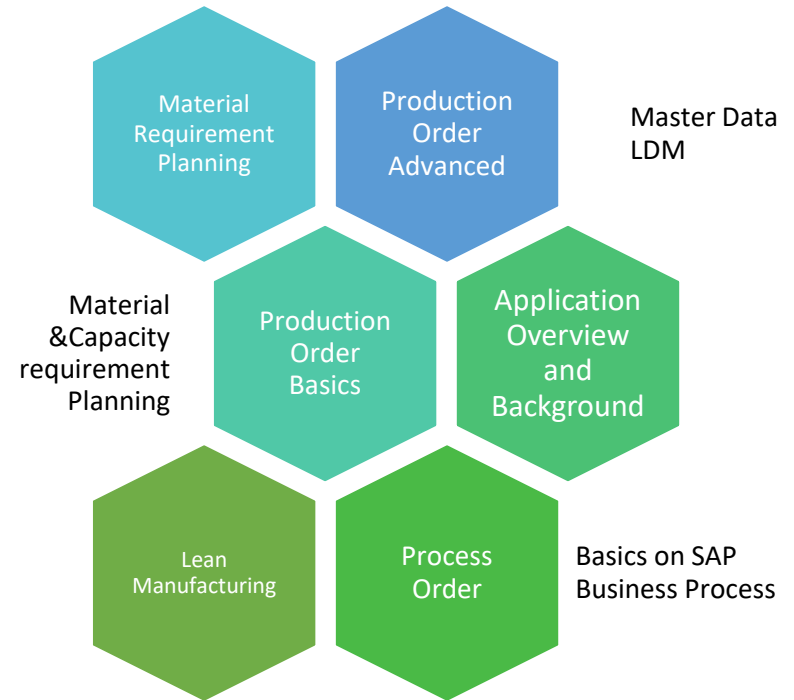 Material
Requirement
Planning
Production
Order
Advanced
Master Data
LDM
Material
&Capacity
requirement
Planning
Production
Order
Basics
Application
Overview
and
Background
Lean
Manufacturing
Process
Order
Basics on SAP
Business Process